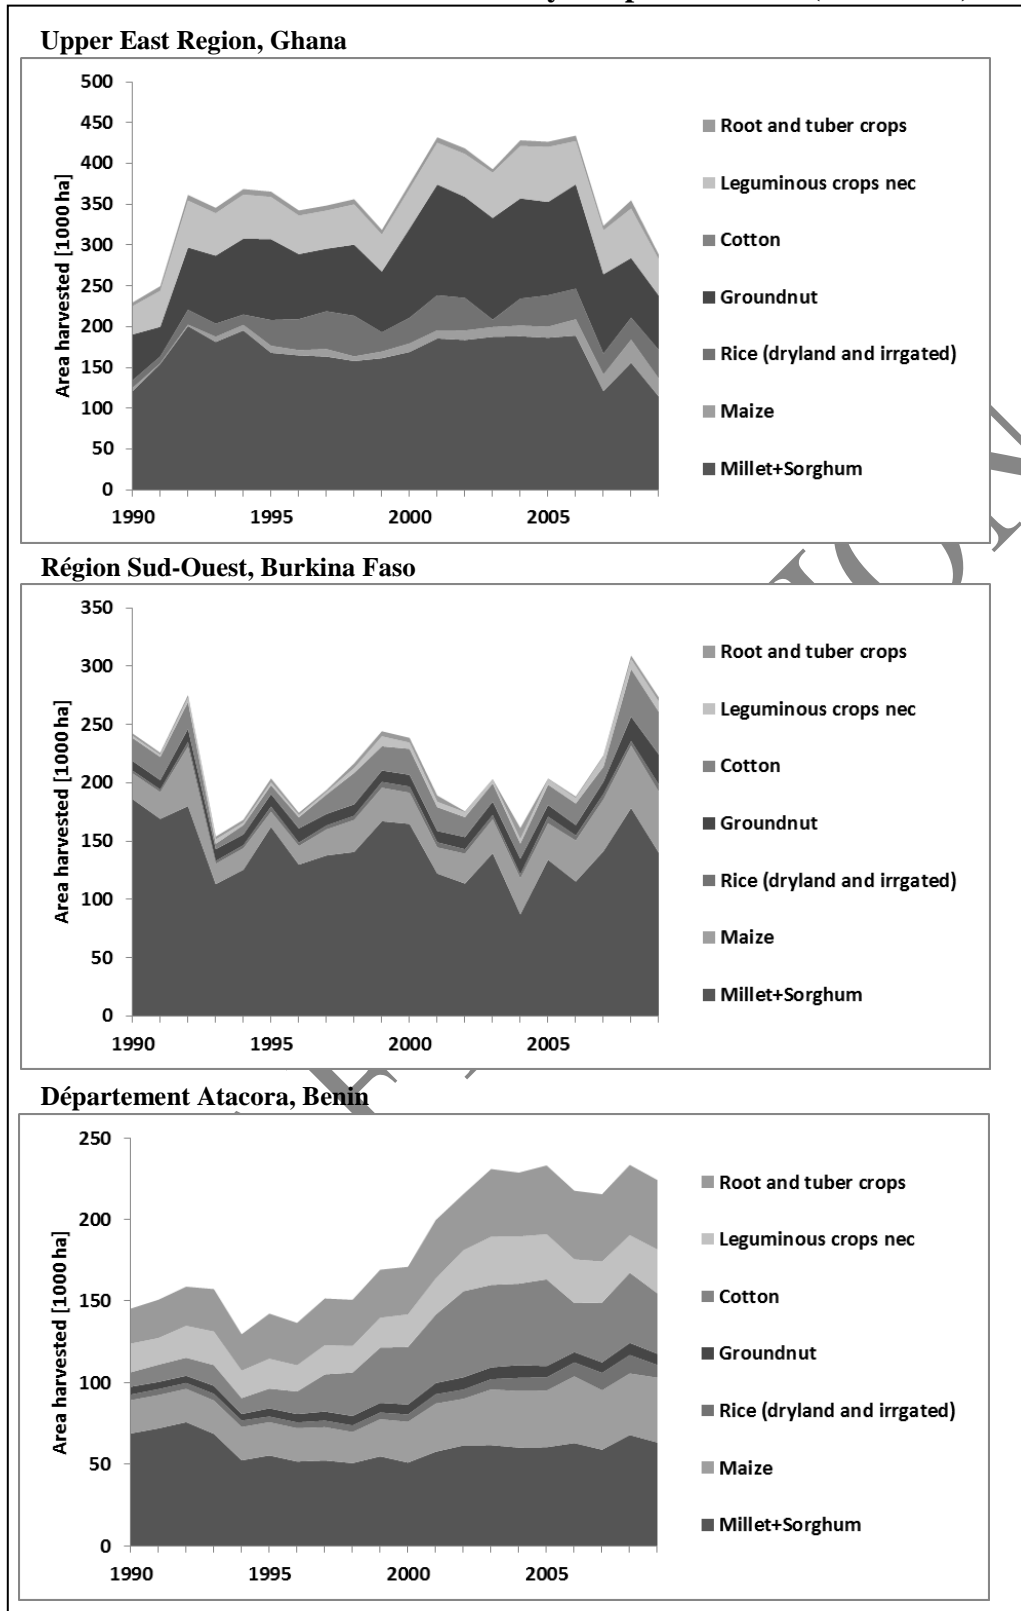 Upper East Region, Ghana
500
450
400
350
300
250
200
150
100
50
0
Area harvested [1000 ha]
1990 1995 2000 2005
Root and tuber crops
Leguminous crops nec
Cotton
Groundnut
Rice (dryland and irrgated)
Maize
Millet+Sorghum
Région Sud-Ouest, Burkina Faso
350
300
250
200
150
100
50
0
Area harvested [1000 ha]
1990 1995 2000 2005
Root and tuber crops
Leguminous crops nec
Cotton
Groundnut
Rice (dryland and irrgated)
Maize
Millet+Sorghum
Département Atacora, Benin
250
200
150
100
50
0
Area harvested [1000 ha]
1990 1995 2000 2005
Root and tuber crops
Leguminous crops nec
Cotton
Groundnut
Rice (dryland and irrgated)
Maize
Millet+Sorghum